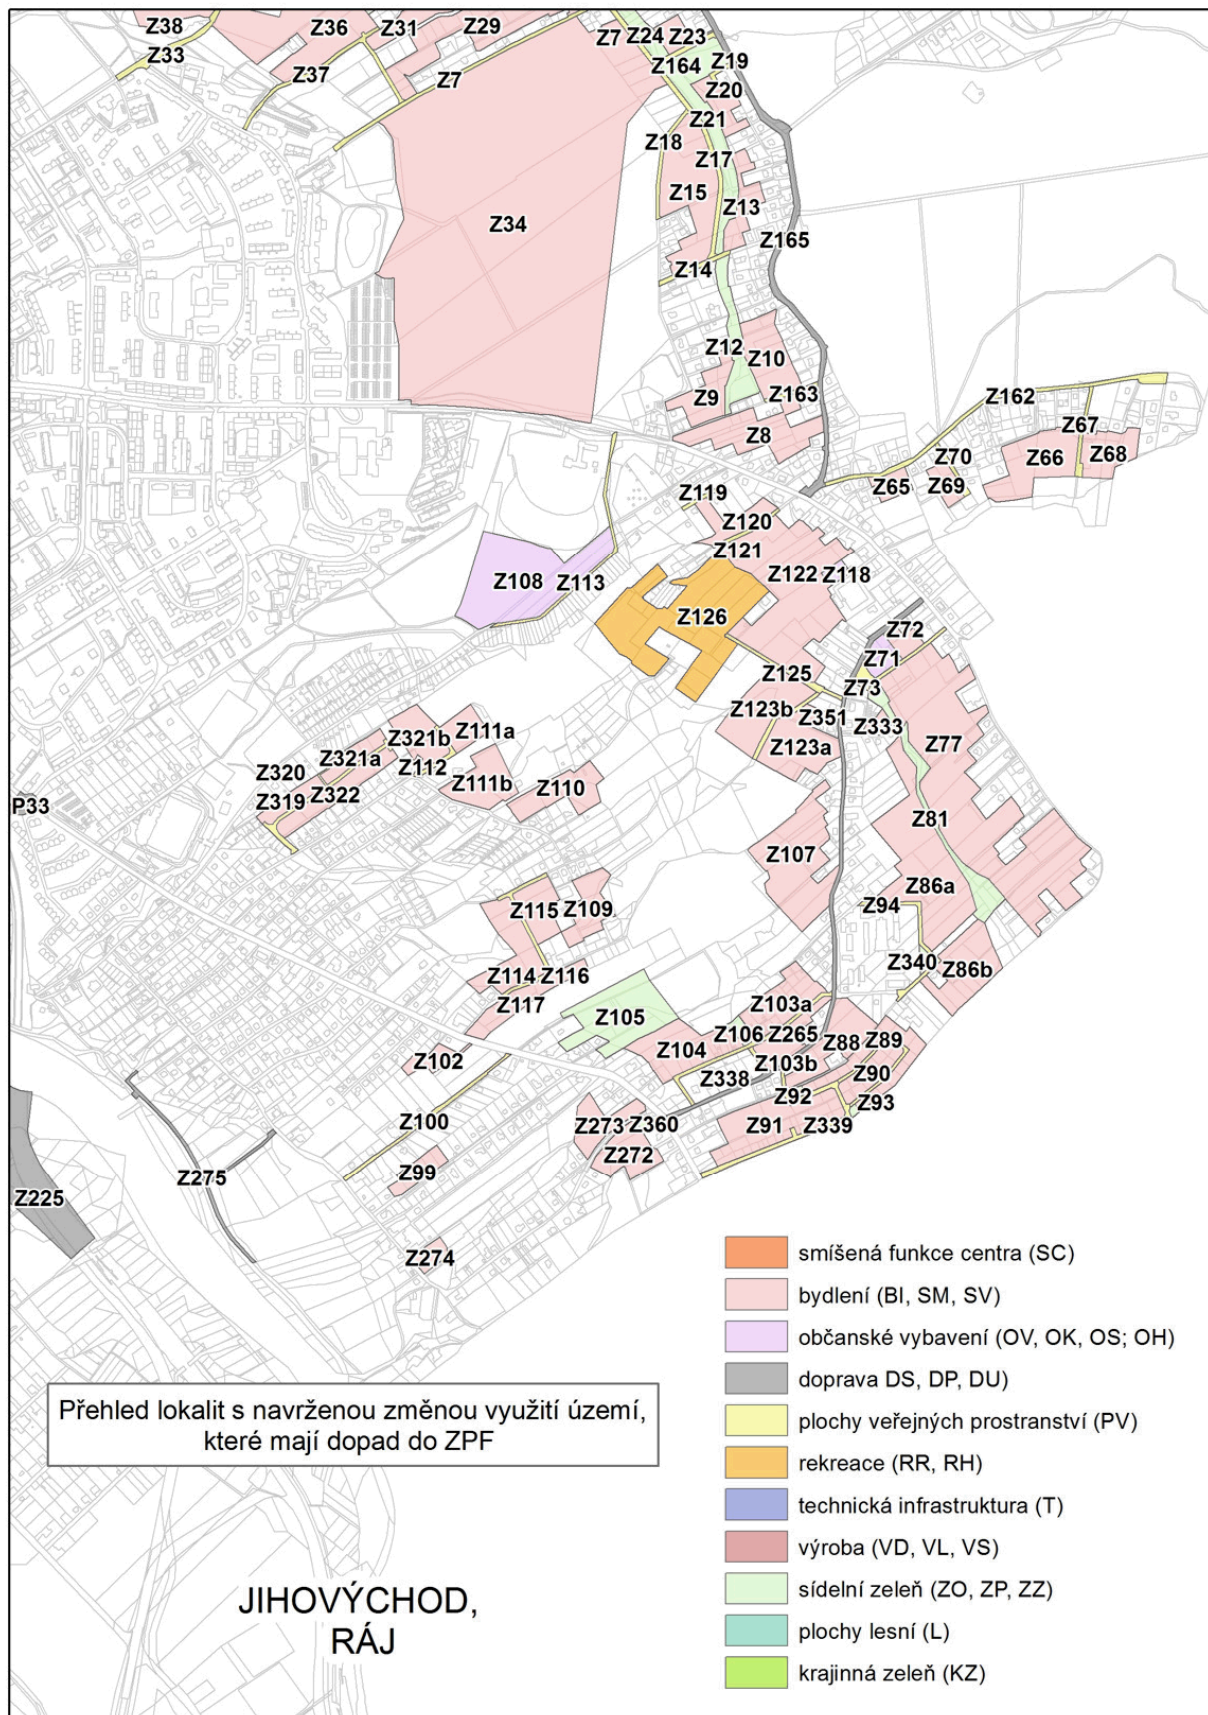 Z38
Z36
Z31
Z29
Z7
Z24
Z23
Z33
Z37
Z7
Z164
Z19
Z20
Z21
Z18
Z17
Z15
Z13
Z34
Z165
Z14
Z12
Z10
Z9
Z163
Z8
Z162
Z67
Z70
Z66
Z68
Z65
Z69
Z119
Z120
Z121
Z122
Z118
Z108
Z113
Z126
Z72
Z71
Z125
Z73
Z123b
Z351
Z333
Z123a
Z77
Z321b
Z111a
Z321a
Z112
Z320
Z111b
Z110
Z319
Z322
P33
Z81
Z107
Z86a
Z94
Z115
Z109
Z340
Z86b
Z114
Z116
Z117
Z103a
Z105
Z106
Z265
Z88
Z89
Z104
Z102
Z103b
Z90
Z338
Z92
Z93
Z100
Z273
Z360
Z91
Z339
Z272
Z99
Z275
Z225
Z274
smíšená funkce centra (SC)
bydlení (BI, SM, SV)
občanské vybavení (OV, OK, OS; OH)
doprava DS, DP, DU)
plochy veřejných prostranství (PV)
rekreace (RR, RH)
technická infrastruktura (T)
výroba (VD, VL, VS)
sídelní zeleň (ZO, ZP, ZZ)
plochy lesní (L)
krajinná zeleň (KZ)
Přehled lokalit s navrženou změnou využití území,
které mají dopad do ZPF
JIHOVÝCHOD,
RÁJ